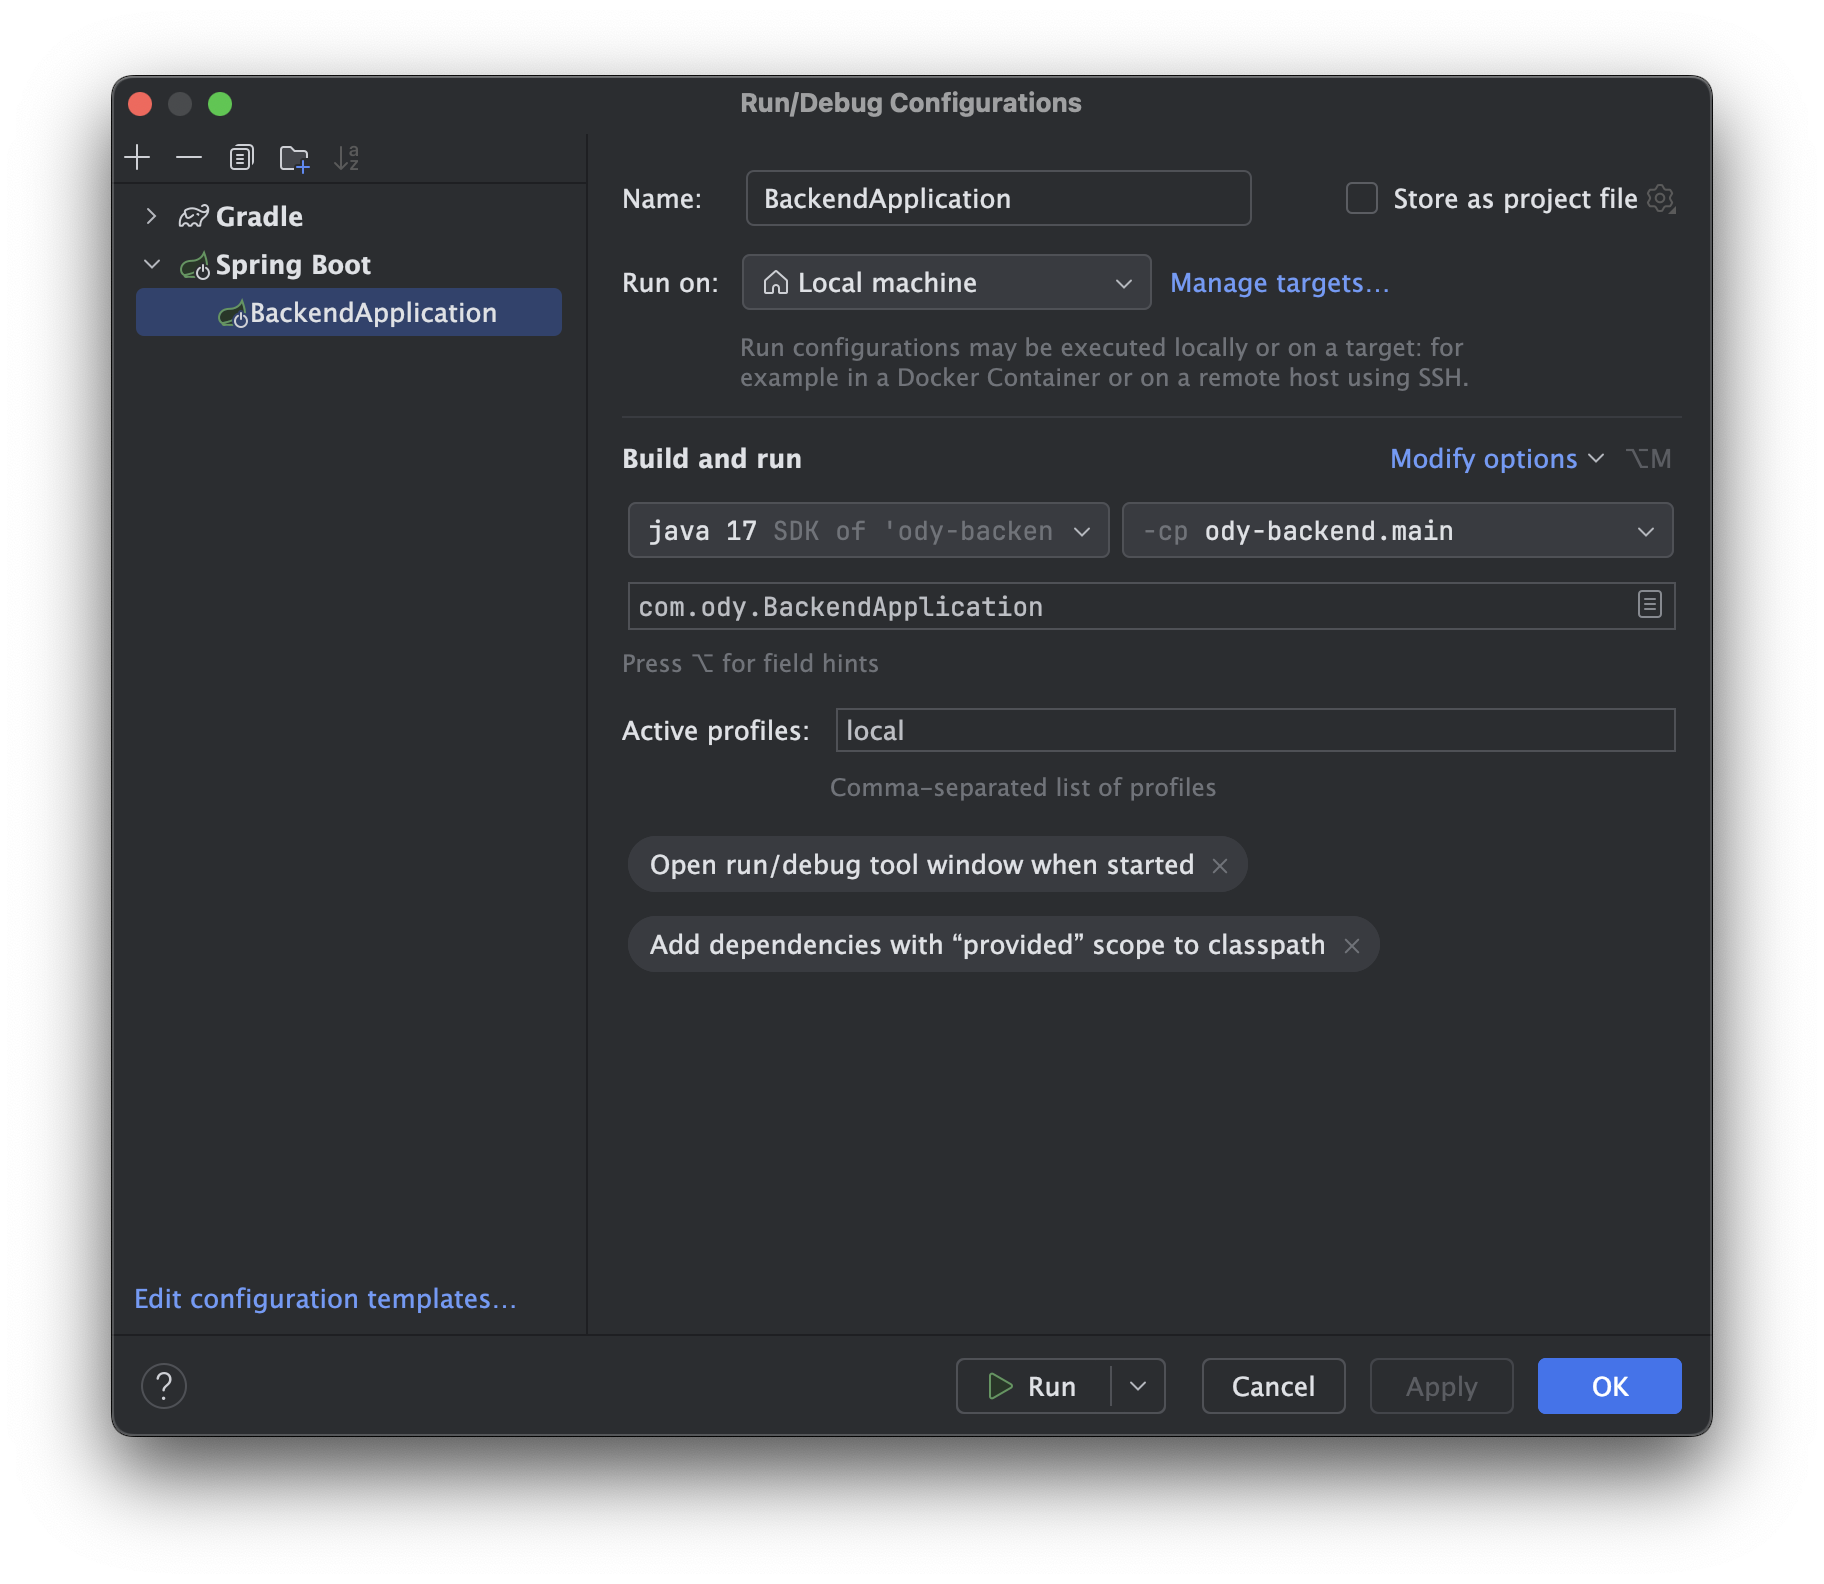 Run/Debug Configurations
Gradle
Spring Boot
BackendApplication
Edit configuration templates...
Name: BackendApplication Store as project file
Run on: Local machine Manage targets...
Run configurations may be executed locally or on a target: for
example in a Docker Container or on a remote host using SSH.
Build and run Modify options ⌥M
java 17 SDK of 'ody-backen -cp ody-backend.main
com.ody.BackendApplication
Press ⌥ for field hints
Active profiles: local
Comma-separated list of profiles
Open run/debug tool window when started
Add dependencies with “provided” scope to classpath
? Run Cancel Apply OK